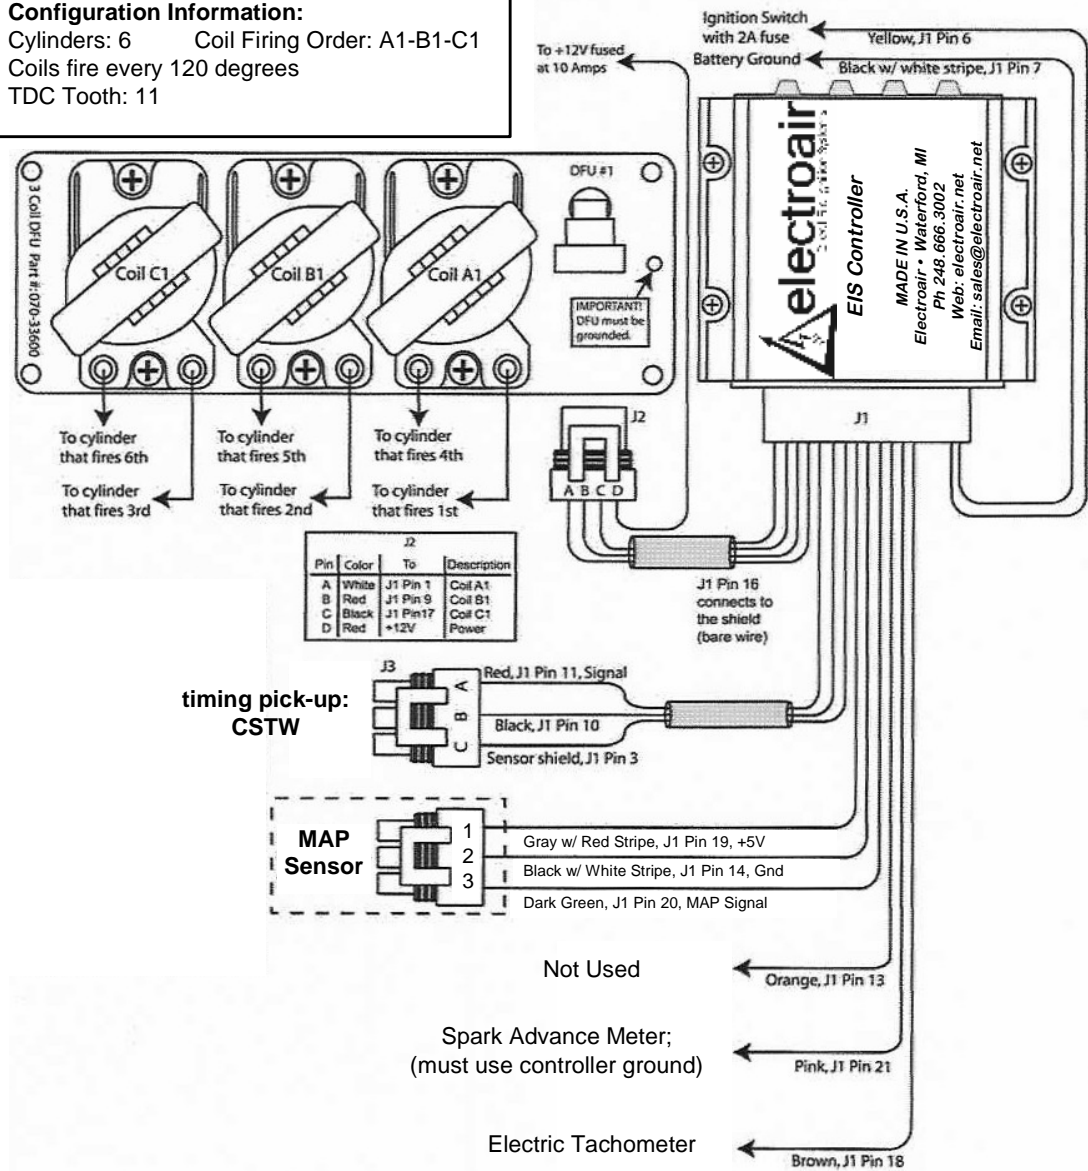 Configuration Information:
Cylinders: 6 Coil Firing Order: A1-B1-C1
Coils fire every 120 degrees
TDC Tooth: 11
Ignition Switch
with 2A fuse
Yellow, J1 Pin 6
Battery Ground
Black w/ white stripe, J1 Pin 7
To +12V fused
at 10 Amps
3 Coil DFU Part #:070-33600
Coil C1
Coil B1
Coil A1
DFU #1
IMPORTANT!
DFU must be
grounded.
electroair
EIS Controller
MADE IN U.S.A.
Electroair • Waterford, MI
Ph 248.666.3002
Web: electroair.net
Email: sales@electroair.net
J1
To cylinder
that fires 6th
To cylinder
that fires 3rd
To cylinder
that fires 5th
To cylinder
that fires 2nd
To cylinder
that fires 4th
To cylinder
that fires 1st
J2
A B C D
J2
Pin Color To Description
A White J1 Pin 1 Coil A1
B Red J1 Pin 9 Coil B1
C Black J1 Pin17 Coil C1
D Red +12V Power
J1 Pin 16
connects to
the shield
(bare wire)
timing pick-up:
CSTW
J3
A
B
C
Red, J1 Pin 11, Signal
Black, J1 Pin 10
Sensor shield, J1 Pin 3
MAP
Sensor
1
2
3
Gray w/ Red Stripe, J1 Pin 19, +5V
Black w/ White Stripe, J1 Pin 14, Gnd
Dark Green, J1 Pin 20, MAP Signal
Not Used
Orange, J1 Pin 13
Spark Advance Meter;
(must use controller ground)
Pink, J1 Pin 21
Electric Tachometer
Brown, J1 Pin 18